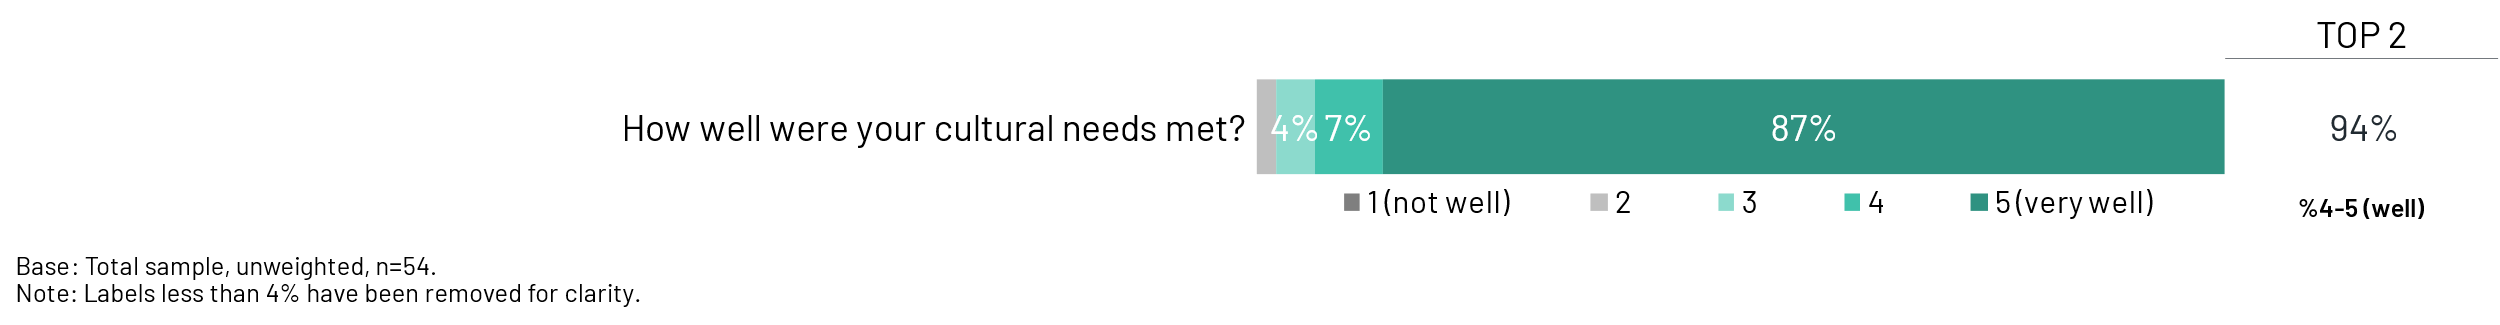 TOP 2
How well were your cultural needs met? 4% 7% 87% 94%
1 (not well) 2 3 4 5 (very well) %4-5 (well)
Base: Total sample, unweighted, n=54.
Note: Labels less than 4% have been removed for clarity.